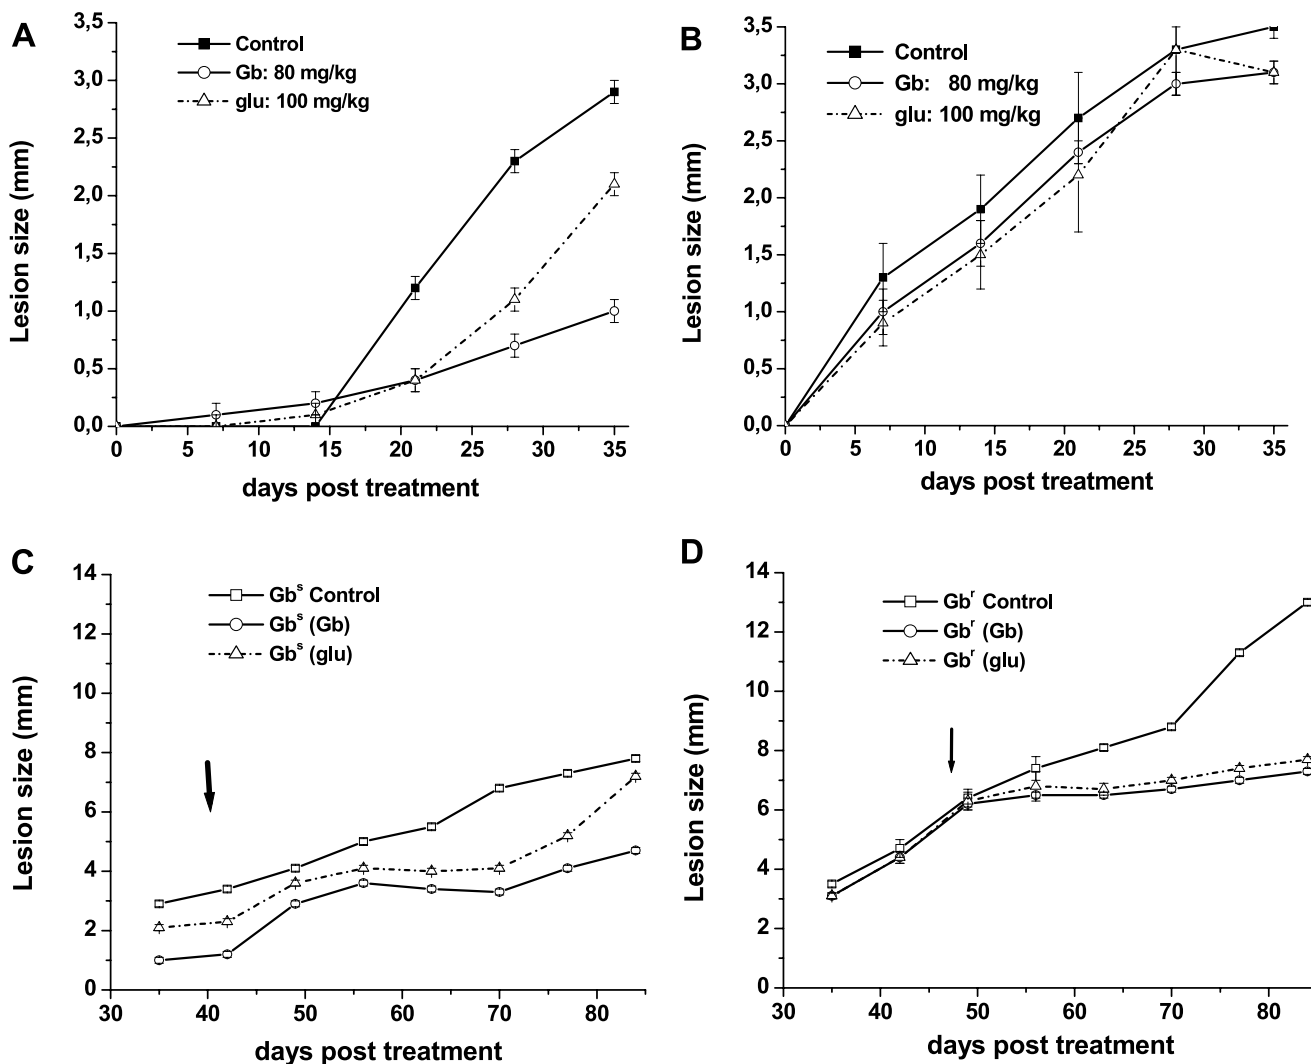 A
Control
Gb: 80 mg/kg
glu: 100 mg/kg
3,5
3,0
2,5
2,0
1,5
1,0
0,5
0,0
Lesion size (mm)
0 5 10 15 20 25 30 35
days post treatment
B
Control
Gb: 80 mg/kg
glu: 100 mg/kg
3,5
3,0
2,5
2,0
1,5
1,0
0,5
0,0
Lesion size (mm)
0 5 10 15 20 25 30 35
days post treatment
C
Gbˢ Control
Gbˢ (Gb)
Gbˢ (glu)
14
12
10
8
6
4
2
0
Lesion size (mm)
30 40 50 60 70 80
days post treatment
D
Gbʳ Control
Gbʳ (Gb)
Gbʳ (glu)
14
12
10
8
6
4
2
0
Lesion size (mm)
30 40 50 60 70 80
days post treatment